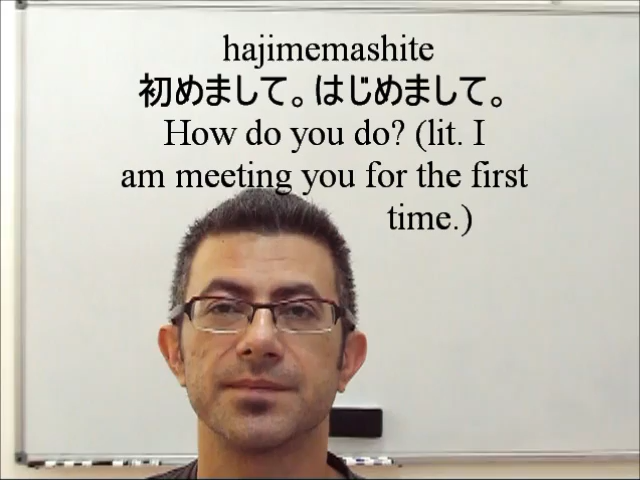 hajimemashite
初めまして。はじめまして。
How do you do? (lit. I
am meeting you for the first
time.)